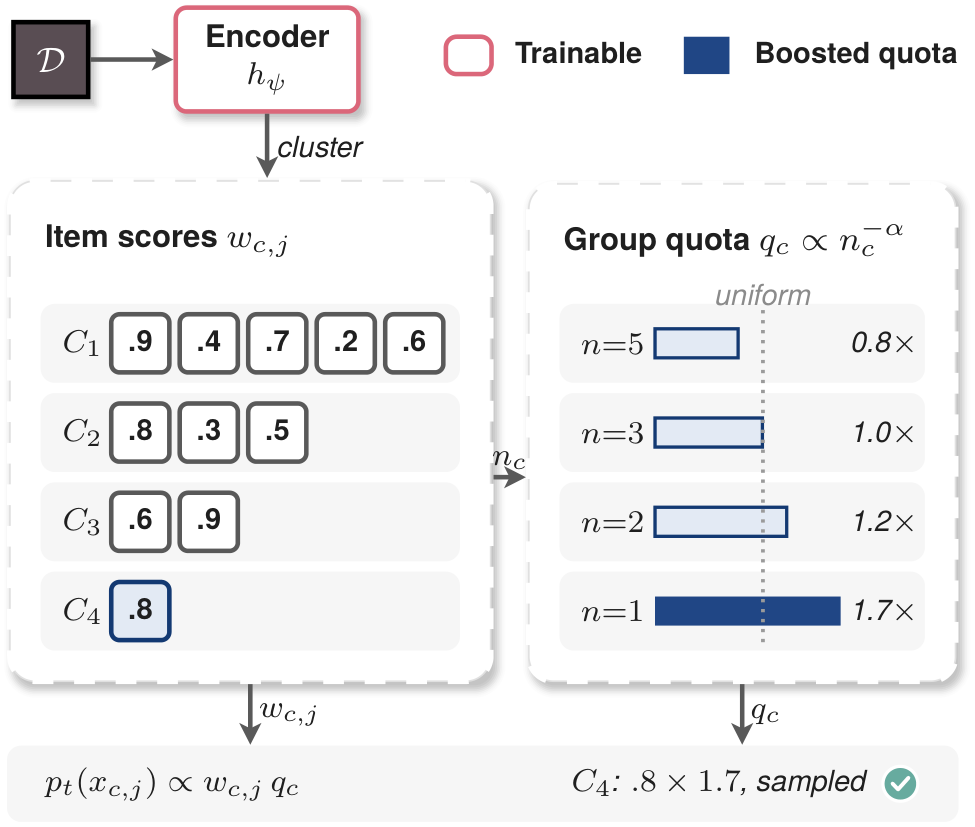 𝒟
Encoder
h_ψ
Trainable
Boosted quota
cluster
Item scores w_{c,j}
C_1 .9 .4 .7 .2 .6
C_2 .8 .3 .5
C_3 .6 .9
C_4 .8
n_c
Group quota q_c ∝ n_c^{−α}
uniform
n=5 0.8×
n=3 1.0×
n=2 1.2×
n=1 1.7×
w_{c,j}
q_c
p_t(x_{c,j}) ∝ w_{c,j} q_c
C_4: .8 × 1.7, sampled